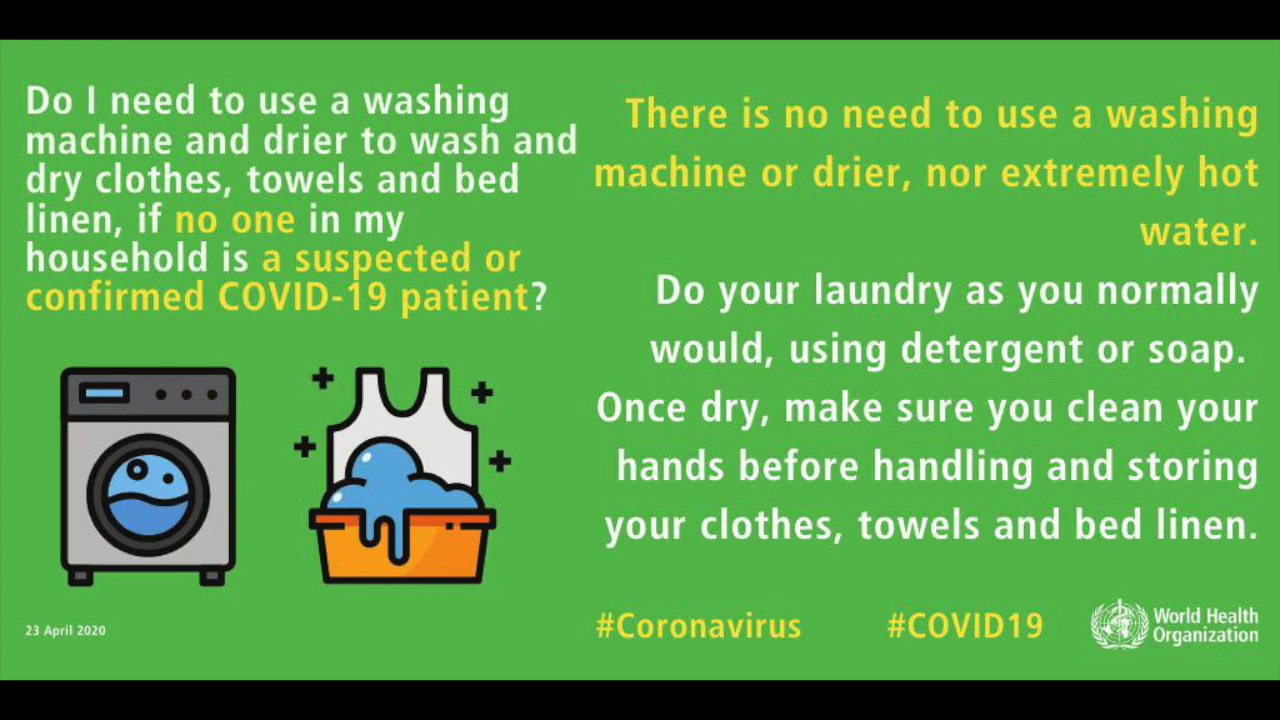 Do I need to use a washing
machine and drier to wash and
dry clothes, towels and bed
linen, if no one in my
household is a suspected or
confirmed COVID-19 patient?
There is no need to use a washing
machine or drier, nor extremely hot
water.
Do your laundry as you normally
would, using detergent or soap.
Once dry, make sure you clean your
hands before handling and storing
your clothes, towels and bed linen.
23 April 2020
#Coronavirus #COVID19
World Health
Organization